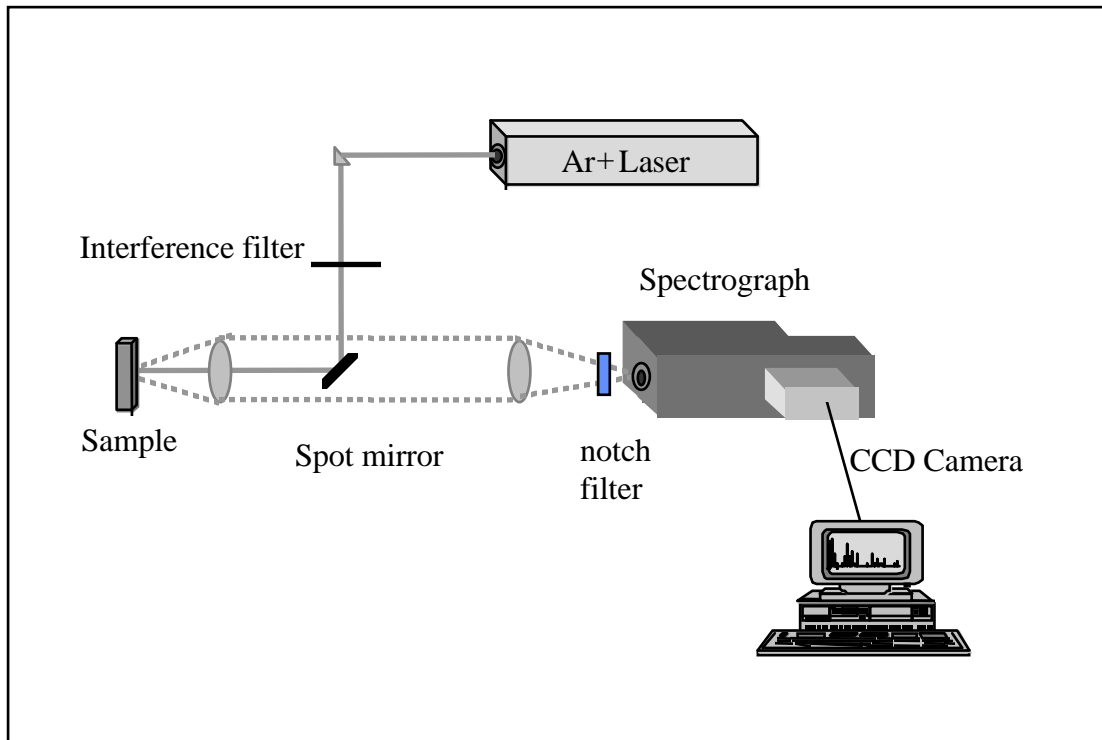 Ar+ Laser
Interference filter
Spectrograph
Sample
Spot mirror
notch
filter
CCD Camera